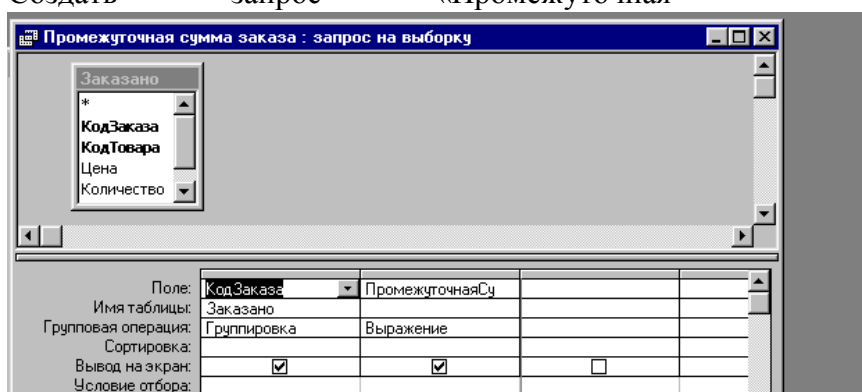 Создать запрос «Промежуточная
Промежуточная сумма заказа : запрос на выборку
Заказано
*
КодЗаказа
КодТовара
Цена
Количество
Поле: КодЗаказа ПромежуточнаяСу
Имя таблицы: Заказано
Групповая операция: Группировка Выражение
Сортировка:
Вывод на экран:
Условие отбора: